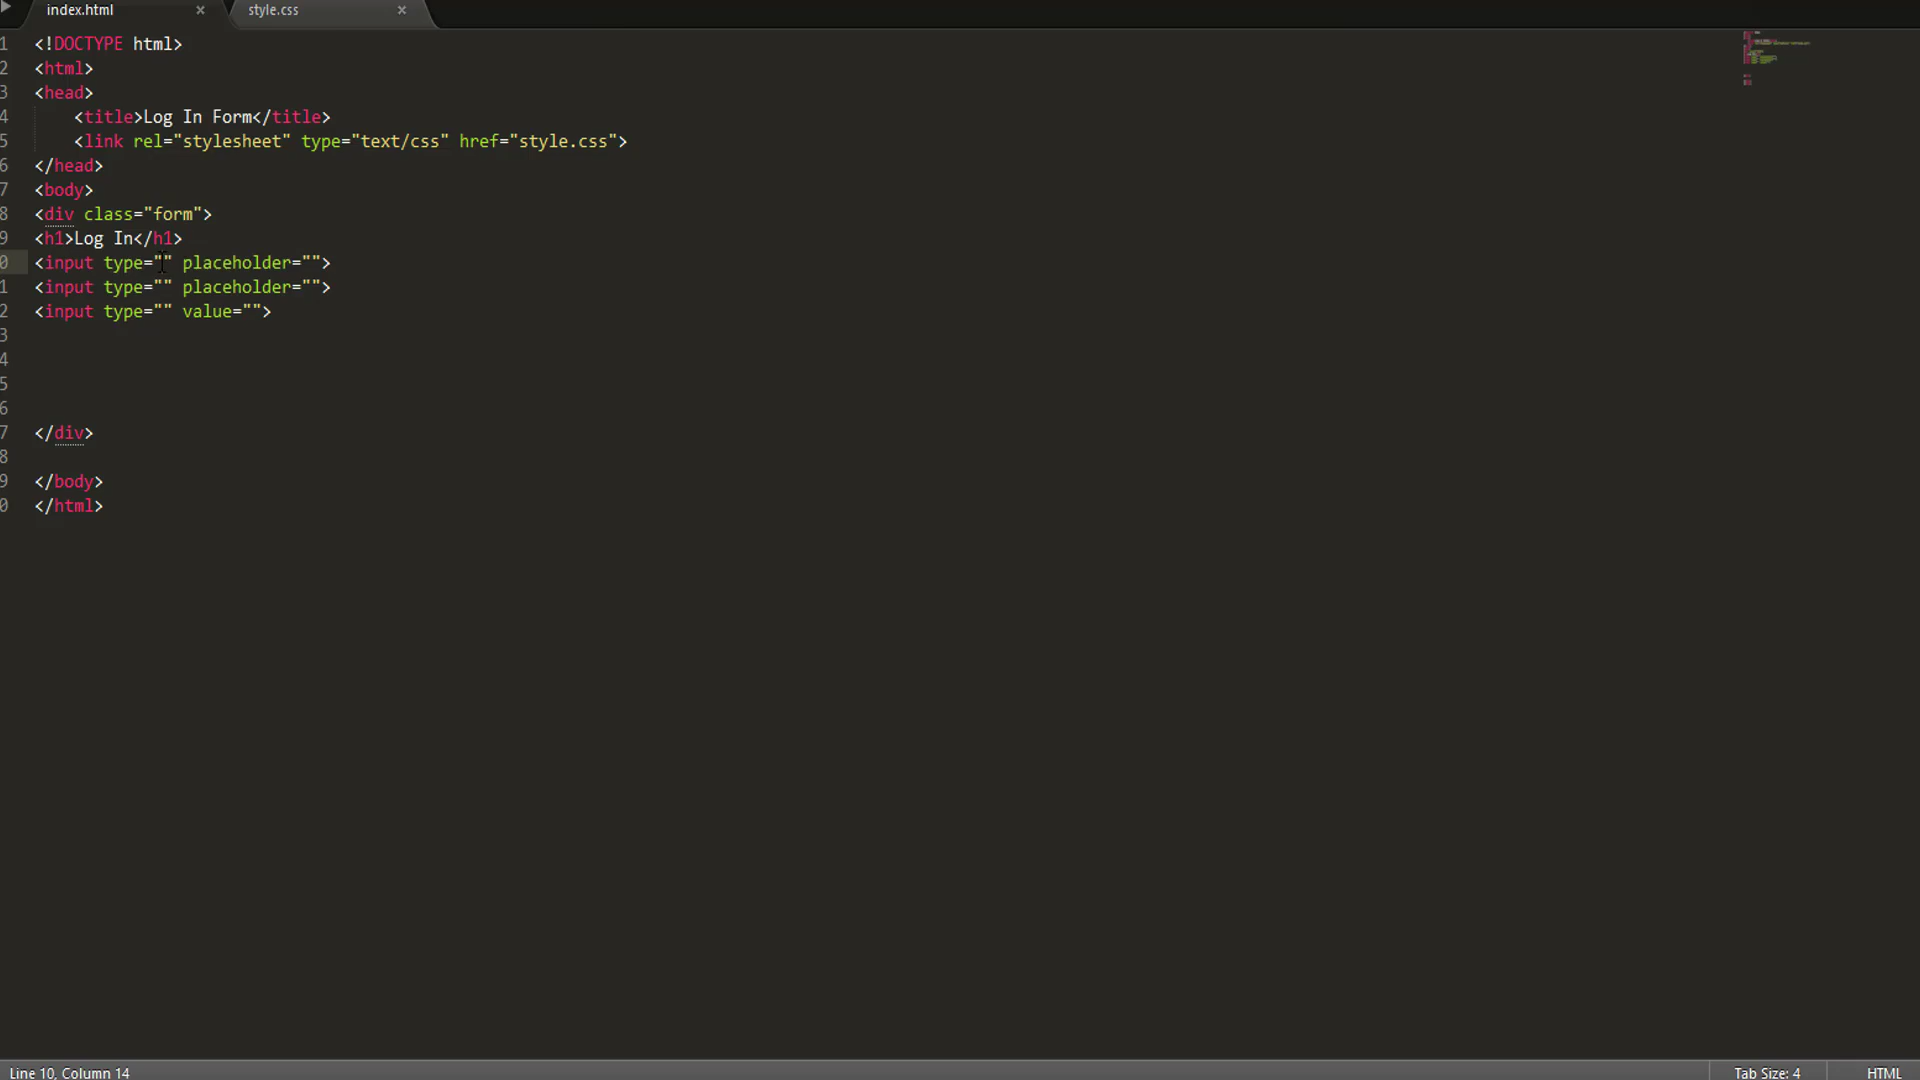 index.html × style.css ×
1 <!DOCTYPE html>
2 <html>
3 <head>
4 <title>Log In Form</title>
5 <link rel="stylesheet" type="text/css" href="style.css">
6 </head>
7 <body>
8 <div class="form">
9 <h1>Log In</h1>
0 <input type="" placeholder="">
1 <input type="" placeholder="">
2 <input type="" value="">
3
4
5
6
7 </div>
8
9 </body>
0 </html>
Line 10, Column 14 Tab Size: 4 HTML